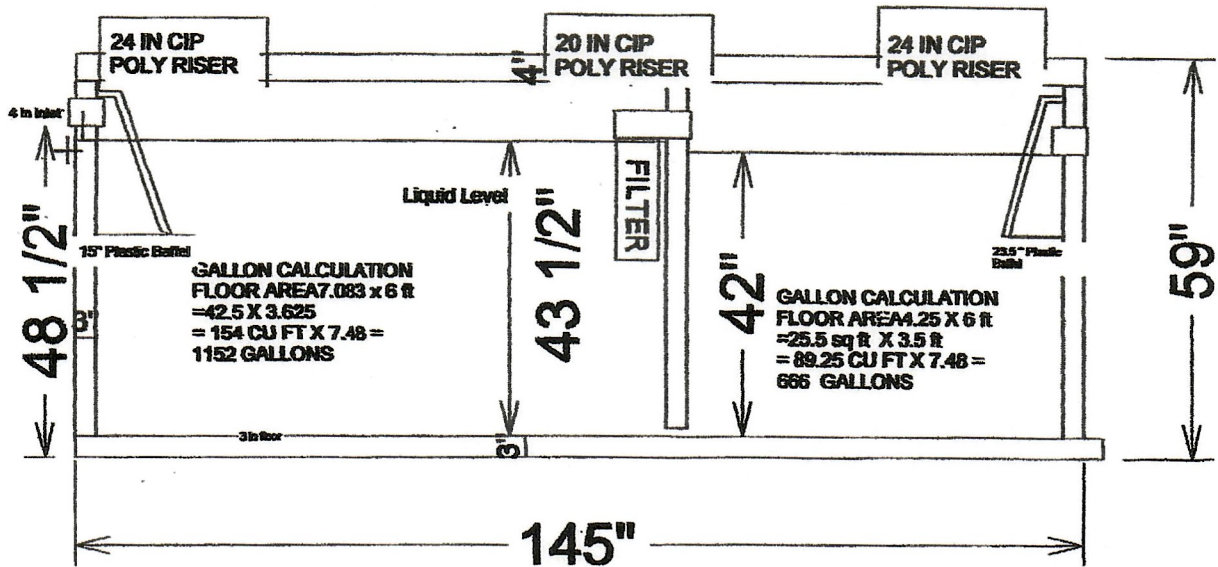 24 IN CIP
POLY RISER
4"
20 IN CIP
POLY RISER
24 IN CIP
POLY RISER
4 in inlet
48 1/2"
15" Plastic Baffel
3"
Liquid Level
43 1/2"
FILTER
42"
23.5" Plastic
Baffel
59"
GALLON CALCULATION
FLOOR AREA7.083 x 6 ft
=42.5 X 3.625
= 154 CU FT X 7.48 =
1152 GALLONS
GALLON CALCULATION
FLOOR AREA4.25 X 6 ft
=25.5 sq ft X 3.5 ft
= 89.25 CU FT X 7.48 =
666 GALLONS
3 in floor
3"
145"